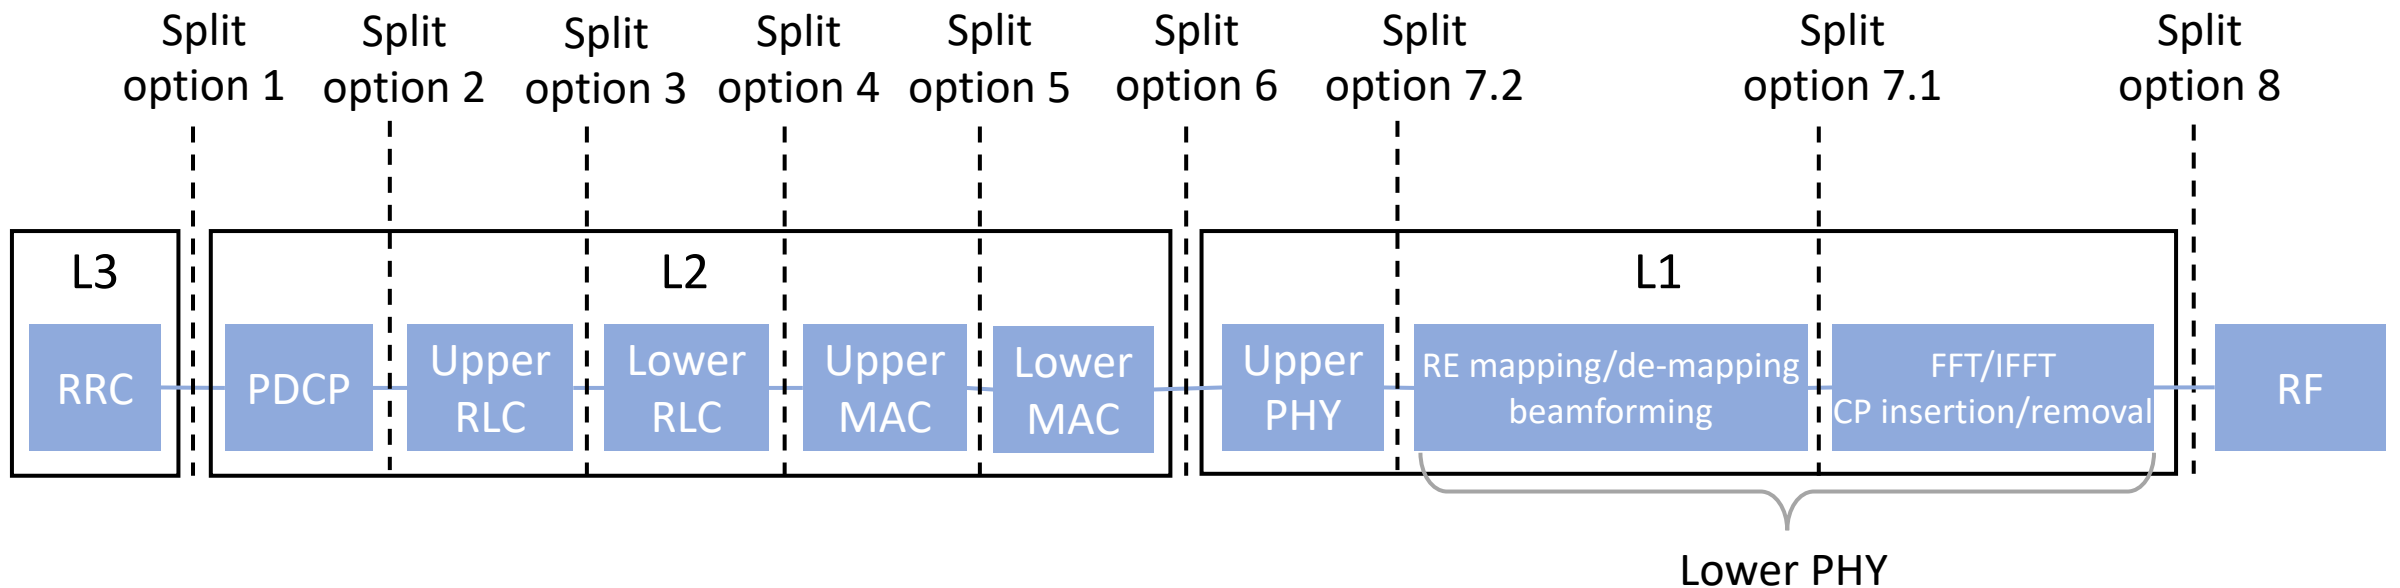 Split
option 1
Split
option 2
Split
option 3
Split
option 4
Split
option 5
Split
option 6
Split
option 7.2
Split
option 7.1
Split
option 8
L3
L2
L1
RRC
PDCP
Upper
RLC
Lower
RLC
Upper
MAC
Lower
MAC
Upper
PHY
RE mapping/de-mapping
beamforming
FFT/IFFT
CP insertion/removal
RF
Lower PHY